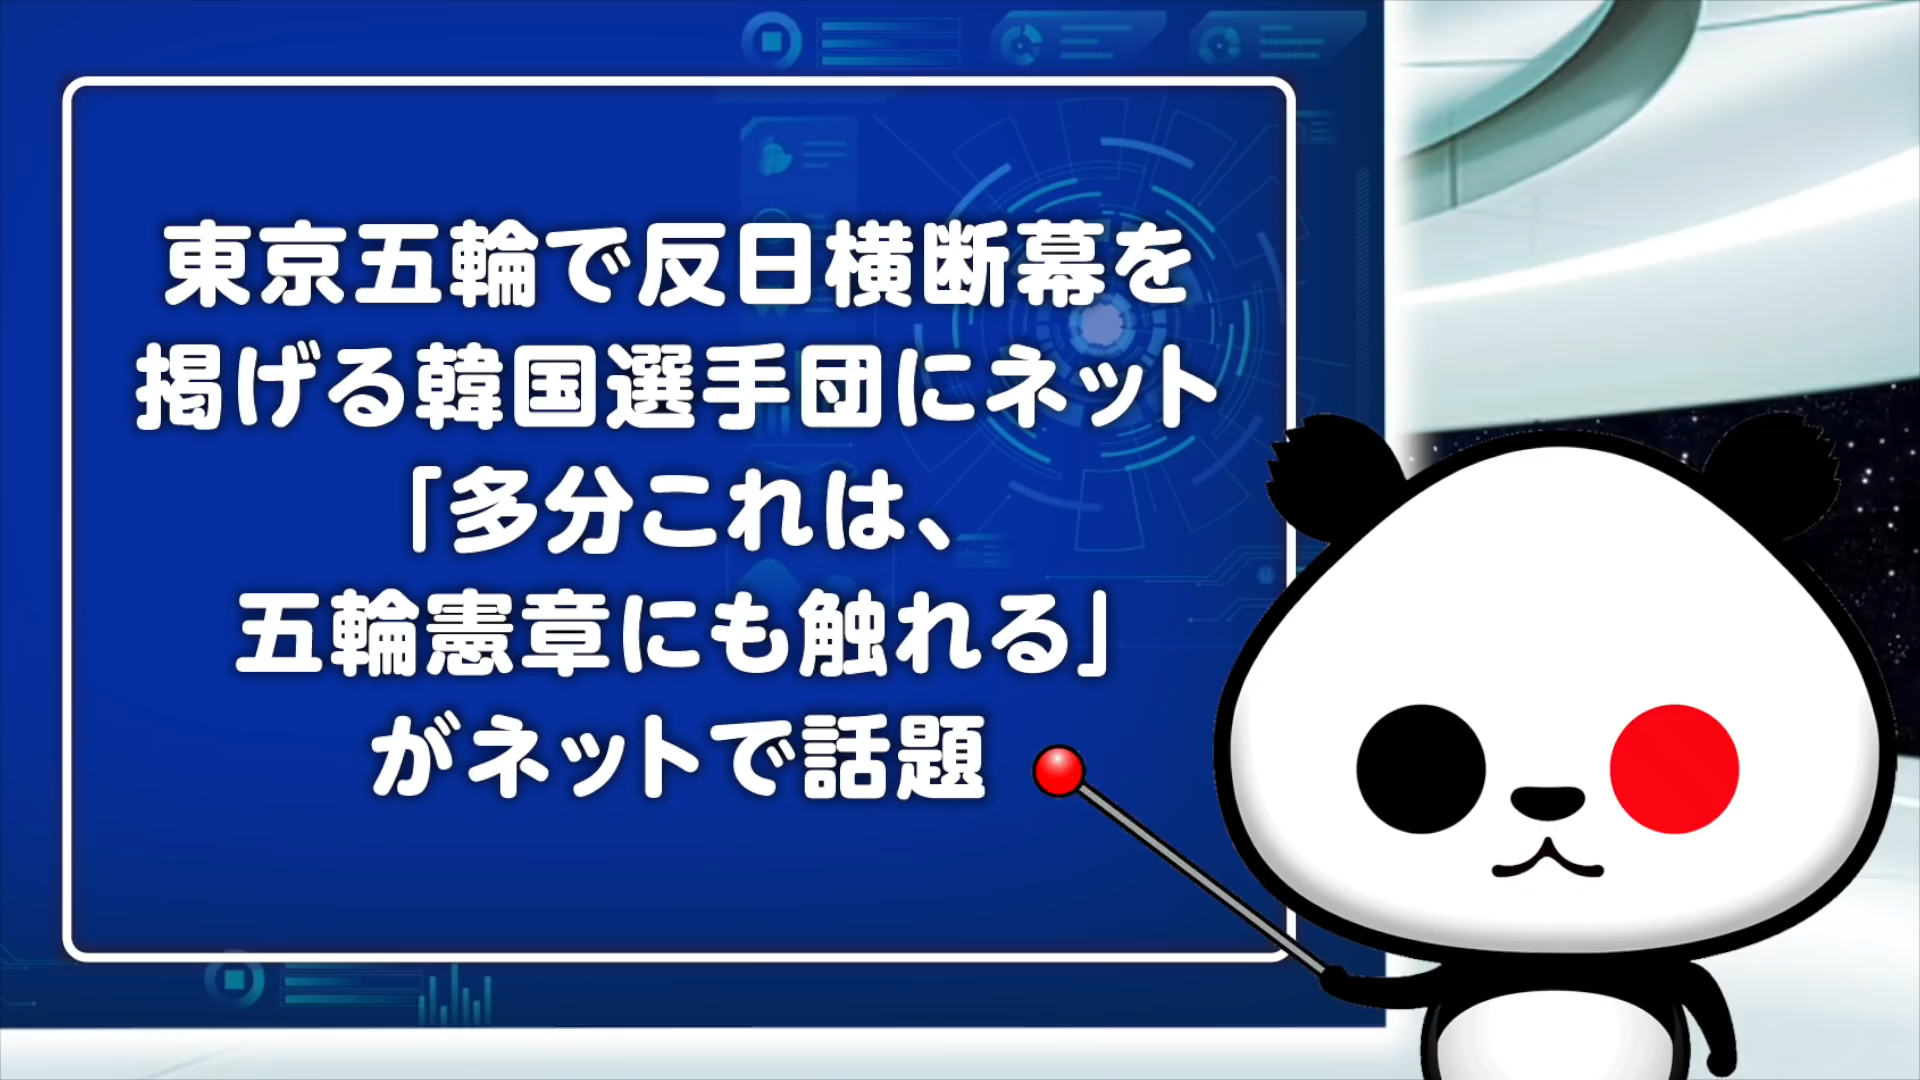 東京五輪で反日横断幕を
掲げる韓国選手団にネット
「多分これは、
五輪憲章にも触れる」
がネットで話題